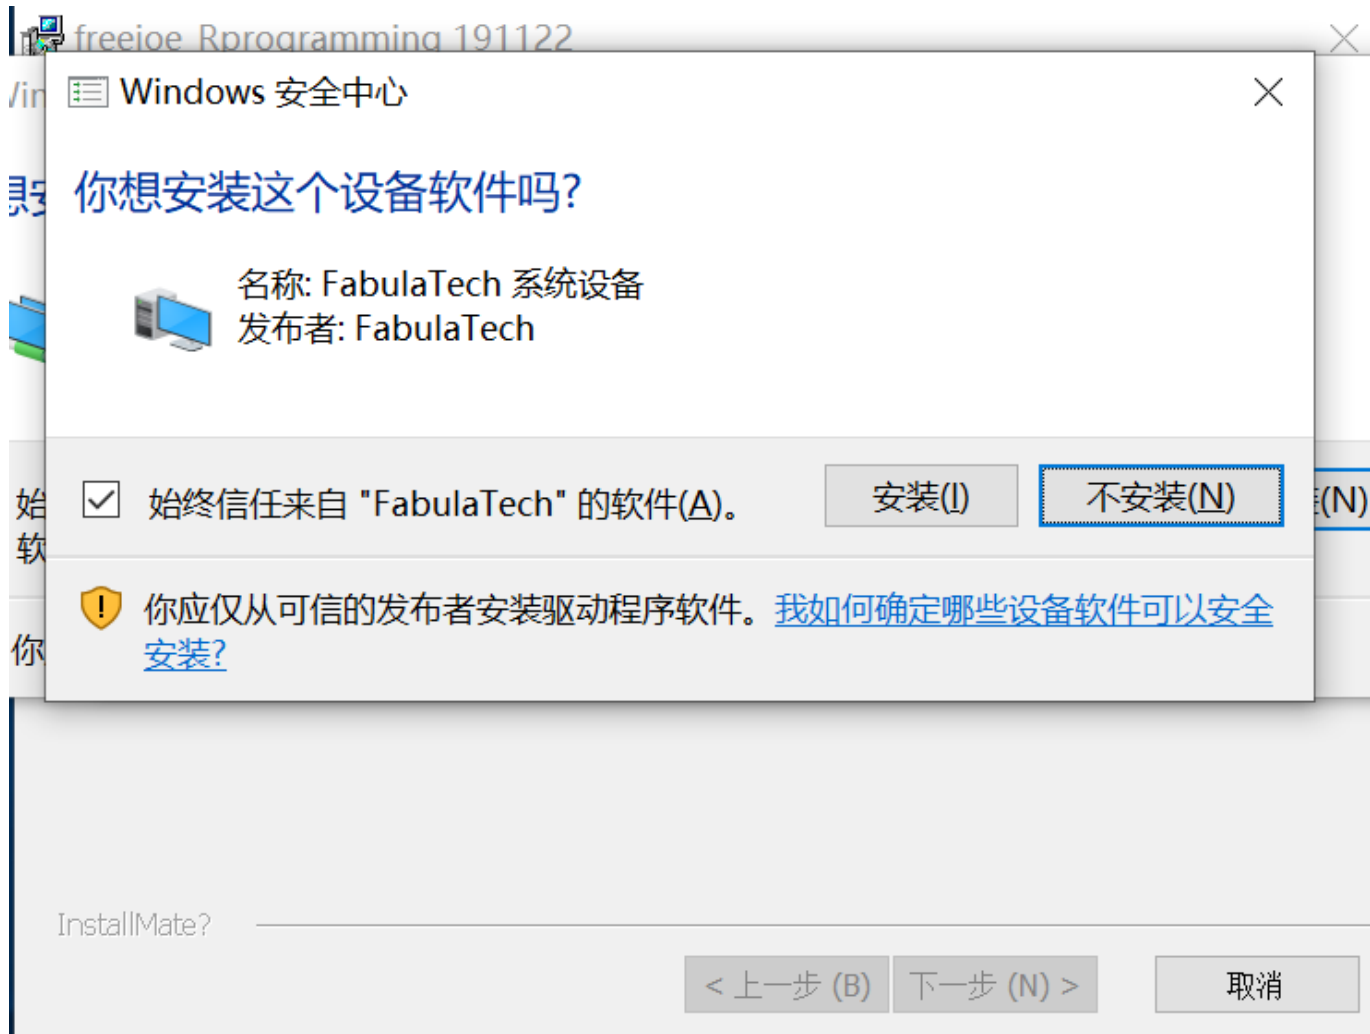 freeioe_Rprogramming 191122
Windows 安全中心
你想安装这个设备软件吗?
名称: FabulaTech 系统设备
发布者: FabulaTech
始终信任来自 "FabulaTech" 的软件(A)。
安装(I)
不安装(N)
(N)
始
软
你应仅从可信的发布者安装驱动程序软件。我如何确定哪些设备软件可以安全
安装?
你
InstallMate?
< 上一步 (B)
下一步 (N) >
取消